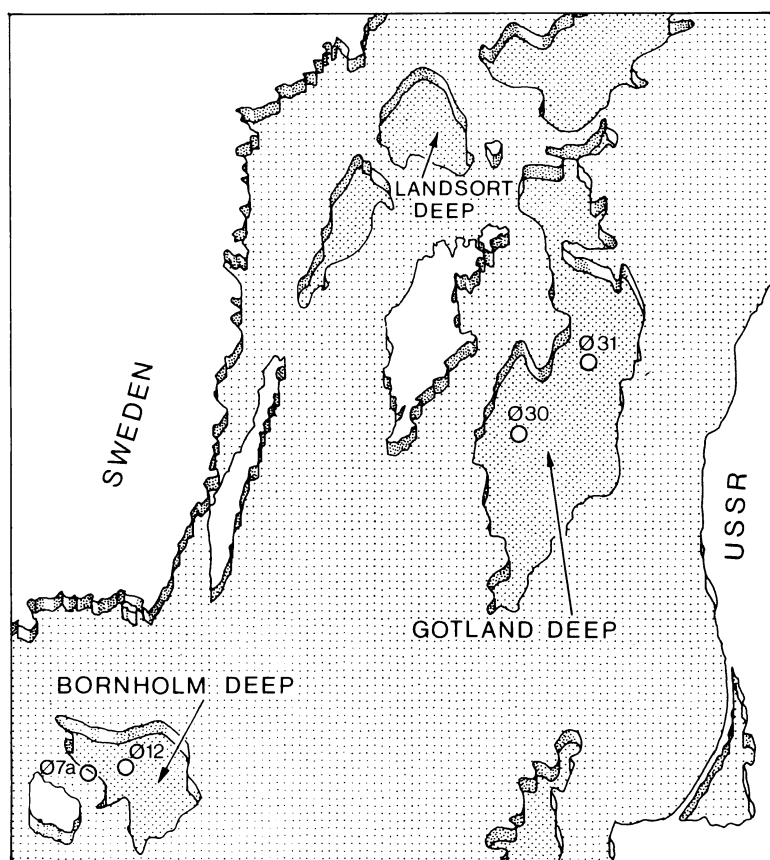 LANDSORT
DEEP
Ø31
SWEDEN
Ø30
USSR
GOTLAND DEEP
BORNHOLM DEEP
Ø12
Ø7a